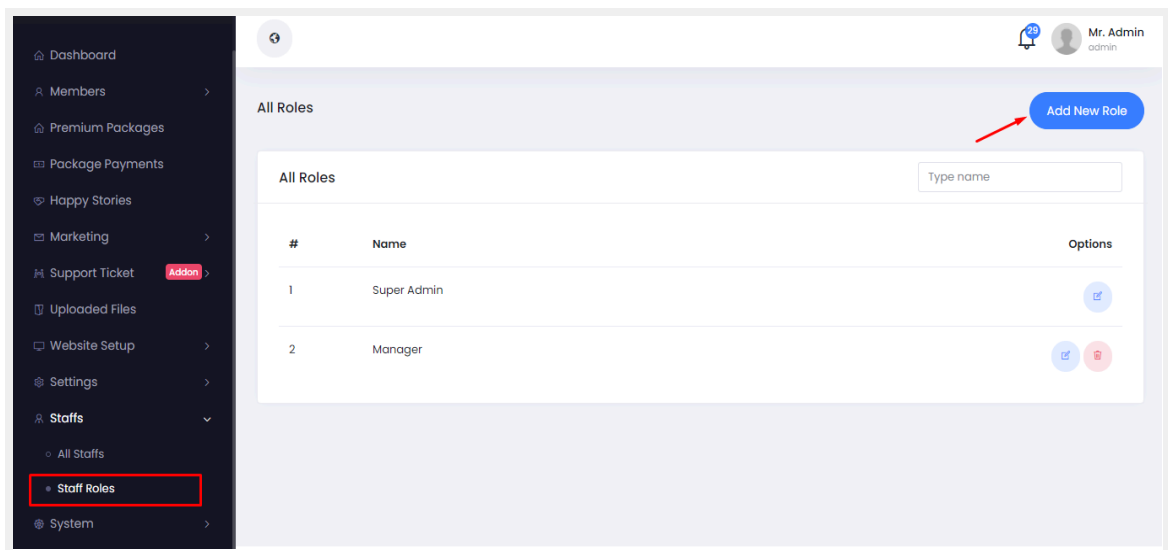 Dashboard
Members
Premium Packages
Package Payments
Happy Stories
Marketing
Support Ticket Addon
Uploaded Files
Website Setup
Settings
Staffs
All Staffs
Staff Roles
System
29
Mr. Admin
admin
All Roles
Add New Role
All Roles
Type name
# Name Options
1 Super Admin
2 Manager